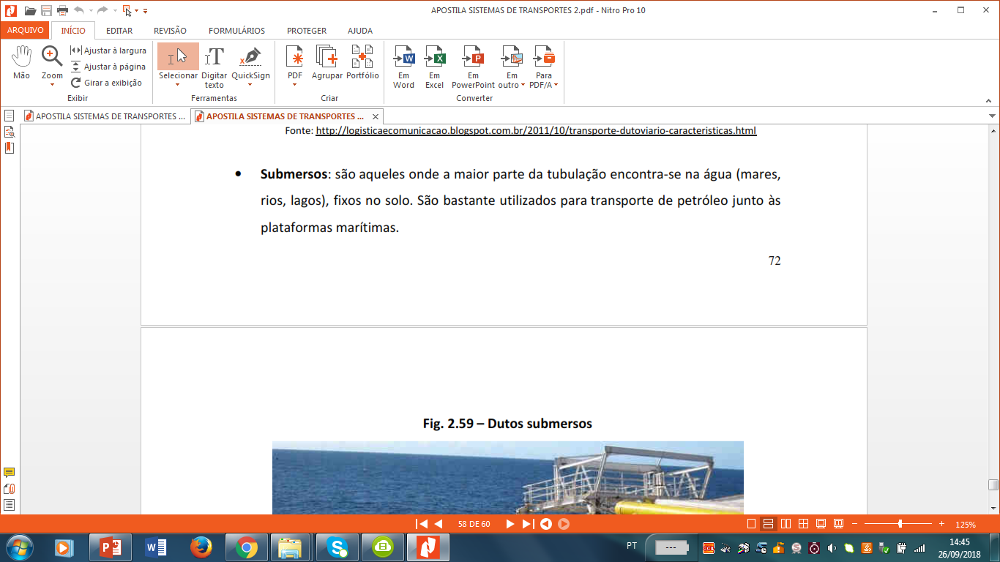 APOSTILA SISTEMAS DE TRANSPORTES 2.pdf - Nitro Pro 10
ARQUIVO INÍCIO EDITAR REVISÃO FORMULÁRIOS PROTEGER AJUDA
Mão
Zoom
Ajustar à largura
Ajustar à página
Girar a exibição
Exibir
Selecionar
Digitar
texto
QuickSign
Ferramentas
PDF
Agrupar
Portfólio
Criar
Em
Word
Em
Excel
Em
PowerPoint
Em
outro
Para
PDF/A
Converter
APOSTILA SISTEMAS DE TRANSPORTES ...
APOSTILA SISTEMAS DE TRANSPORTES ...
Fonte: http://logisticaecomunicacao.blogspot.com.br/2011/10/transporte-dutoviario-caracteristicas.html
• Submersos: são aqueles onde a maior parte da tubulação encontra-se na água (mares,
rios, lagos), fixos no solo. São bastante utilizados para transporte de petróleo junto às
plataformas marítimas.
72
Fig. 2.59 – Dutos submersos
58 DE 60
125%
PT
---
14:45
26/09/2018